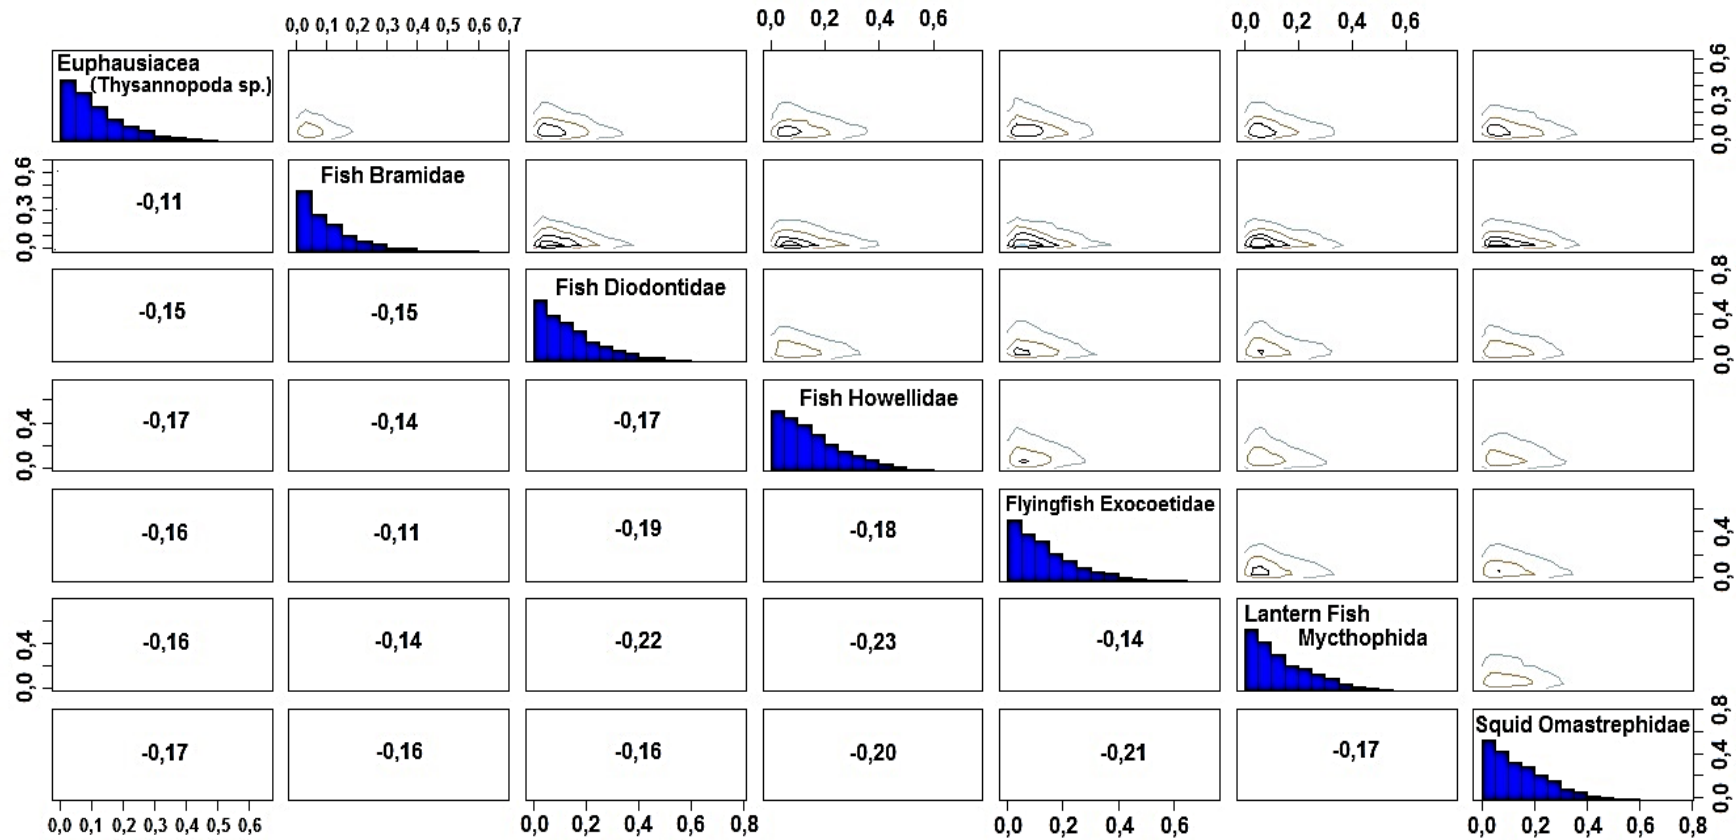 0,0 0,1 0,2 0,3 0,4 0,5 0,6 0,7
0,0 0,2 0,4 0,6
0,0 0,2 0,4 0,6
Euphausiacea
(Thysannopoda sp.)
0,0 0,3 0,6
0,0 0,3 0,6
-0,11
Fish Bramidae
-0,15
-0,15
Fish Diodontidae
0,0 0,4 0,8
0,0 0,4
-0,17
-0,14
-0,17
Fish Howellidae
-0,16
-0,11
-0,19
-0,18
Flyingfish Exocoetidae
0,0 0,4
0,0 0,4
-0,16
-0,14
-0,22
-0,23
-0,14
Lantern Fish
Mycthophida
-0,17
-0,16
-0,16
-0,20
-0,21
-0,17
Squid Omastrephidae
0,0 0,4 0,8
0,0 0,1 0,2 0,3 0,4 0,5 0,6
0,0 0,2 0,4 0,6 0,8
0,0 0,2 0,4 0,6
0,0 0,2 0,4 0,6 0,8